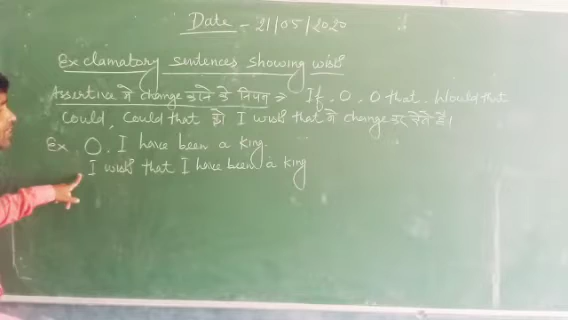 Date - 21/05/2020
Exclamatory sentences showing wish
Assertive में change करने के नियम ⇒ If, O, O that. Would that
Could, Could that को I wish that में change कर देते हैं।
Ex O. I have been a king.
I wish that I have been a king